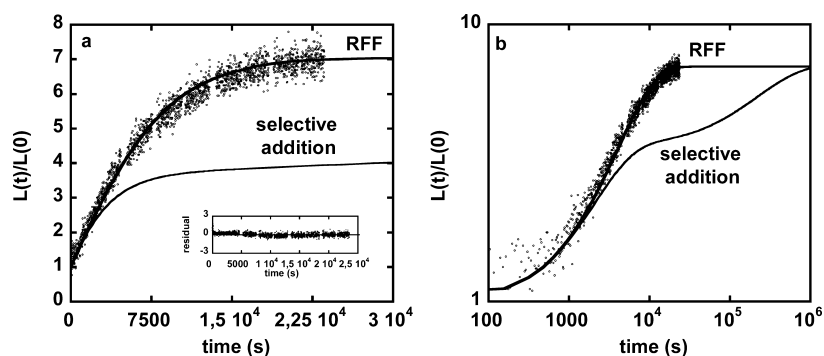 8
7
6
5
4
3
2
1
0
L(t)/L(0)
a
RFF
selective
addition
3
0
-3
residual
0 5000 1 10⁴ 1,5 10⁴ 2 10⁴ 2,5 10⁴
time (s)
0 7500 1,5 10⁴ 2,25 10⁴ 3 10⁴
time (s)
10
1
L(t)/L(0)
b
RFF
selective
addition
100 1000 10⁴ 10⁵ 10⁶
time (s)